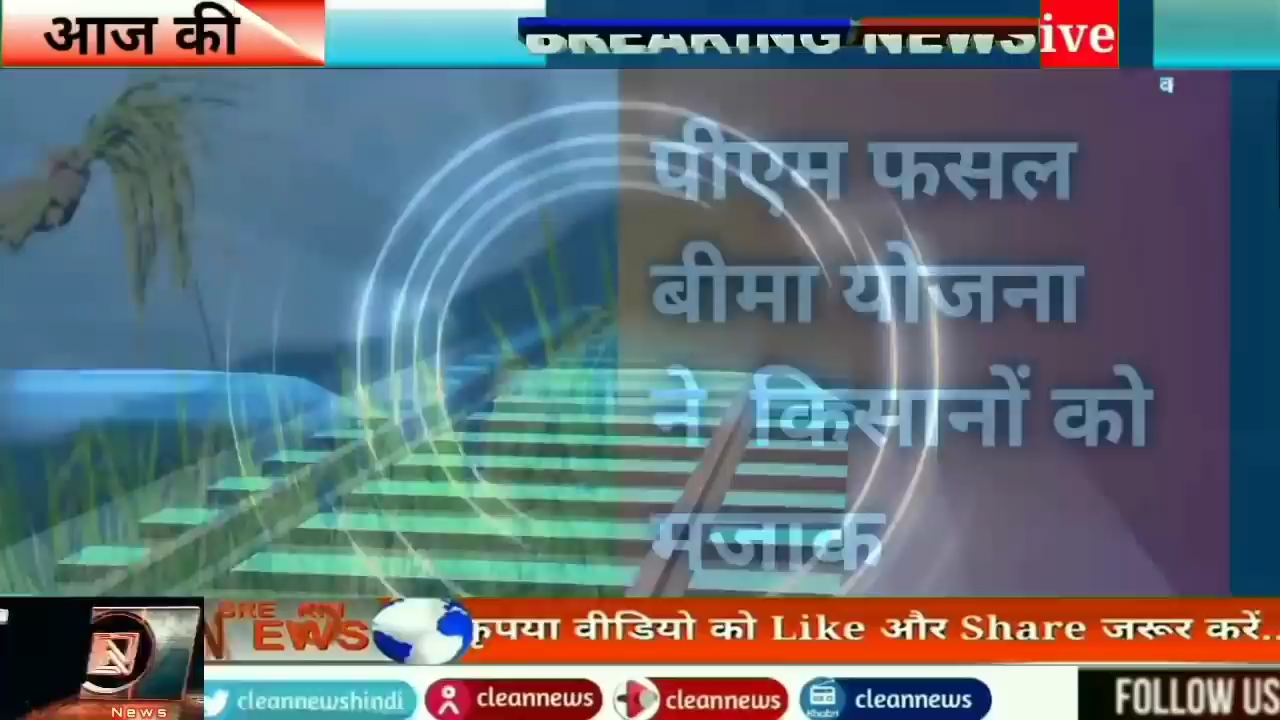 आज की
BREAKING NEWS
ive
व
पीएम फसल
बीमा योजना
ने किसानों को
मजाक
कृपया वीडियो को Like और Share जरूर करें..
News
cleannewshindi
cleannews
cleannews
Khabri
cleannews
FOLLOW US